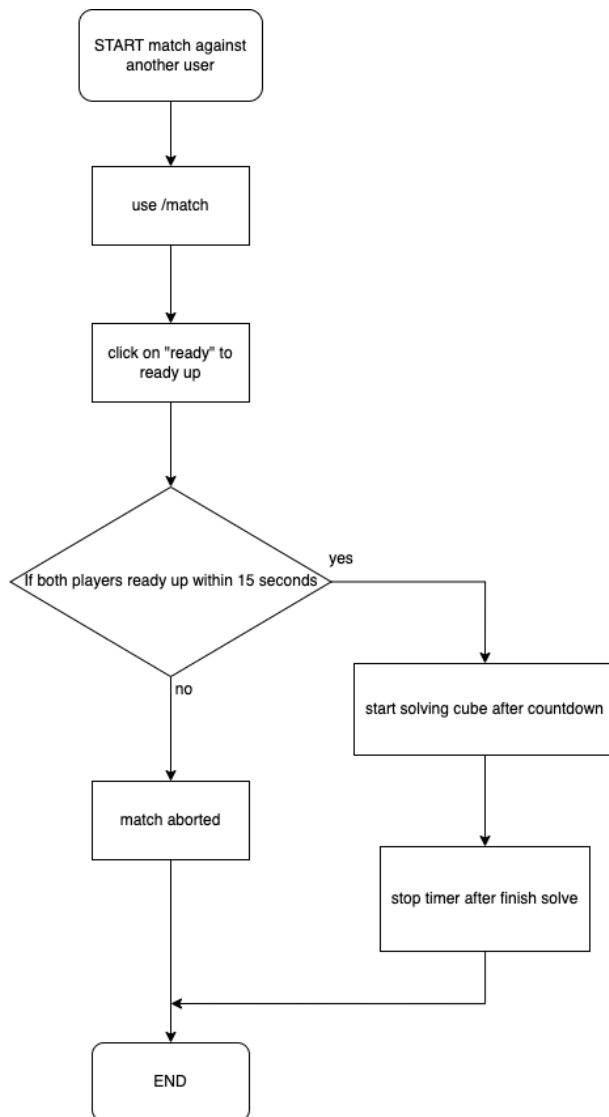 START match against
another user
use /match
click on "ready" to
ready up
If both players ready up within 15 seconds
yes
no
start solving cube after countdown
match aborted
stop timer after finish solve
END